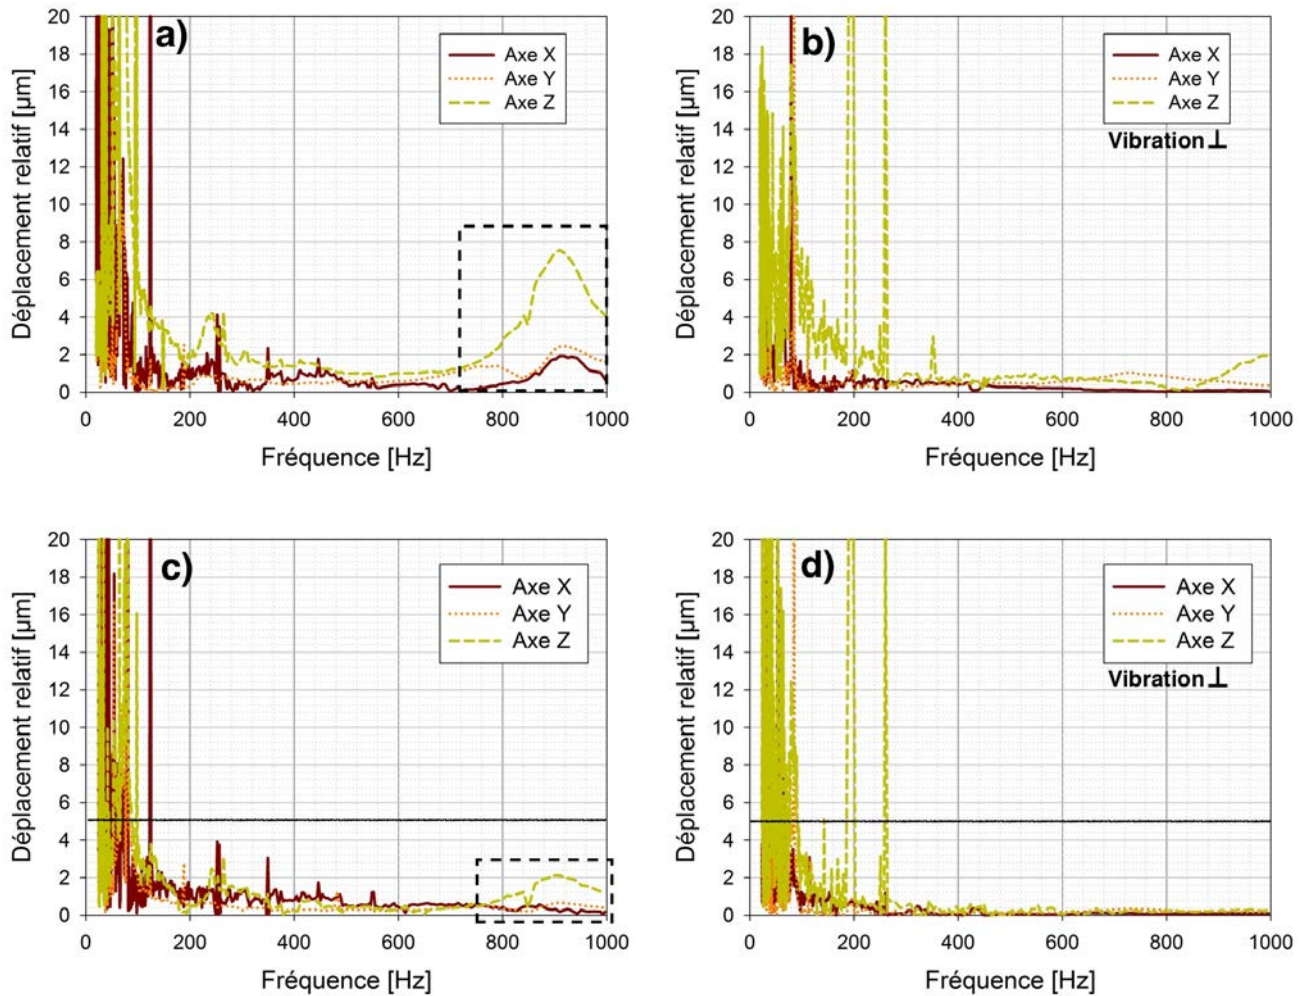 a)
Axe X
Axe Y
Axe Z
Déplacement relatif [µm]
20
18
16
14
12
10
8
6
4
2
0
0 200 400 600 800 1000
Fréquence [Hz]
b)
Axe X
Axe Y
Axe Z
Vibration ⊥
Déplacement relatif [µm]
20
18
16
14
12
10
8
6
4
2
0
0 200 400 600 800 1000
Fréquence [Hz]
c)
Axe X
Axe Y
Axe Z
Déplacement relatif [µm]
20
18
16
14
12
10
8
6
4
2
0
0 200 400 600 800 1000
Fréquence [Hz]
d)
Axe X
Axe Y
Axe Z
Vibration ⊥
Déplacement relatif [µm]
20
18
16
14
12
10
8
6
4
2
0
0 200 400 600 800 1000
Fréquence [Hz]